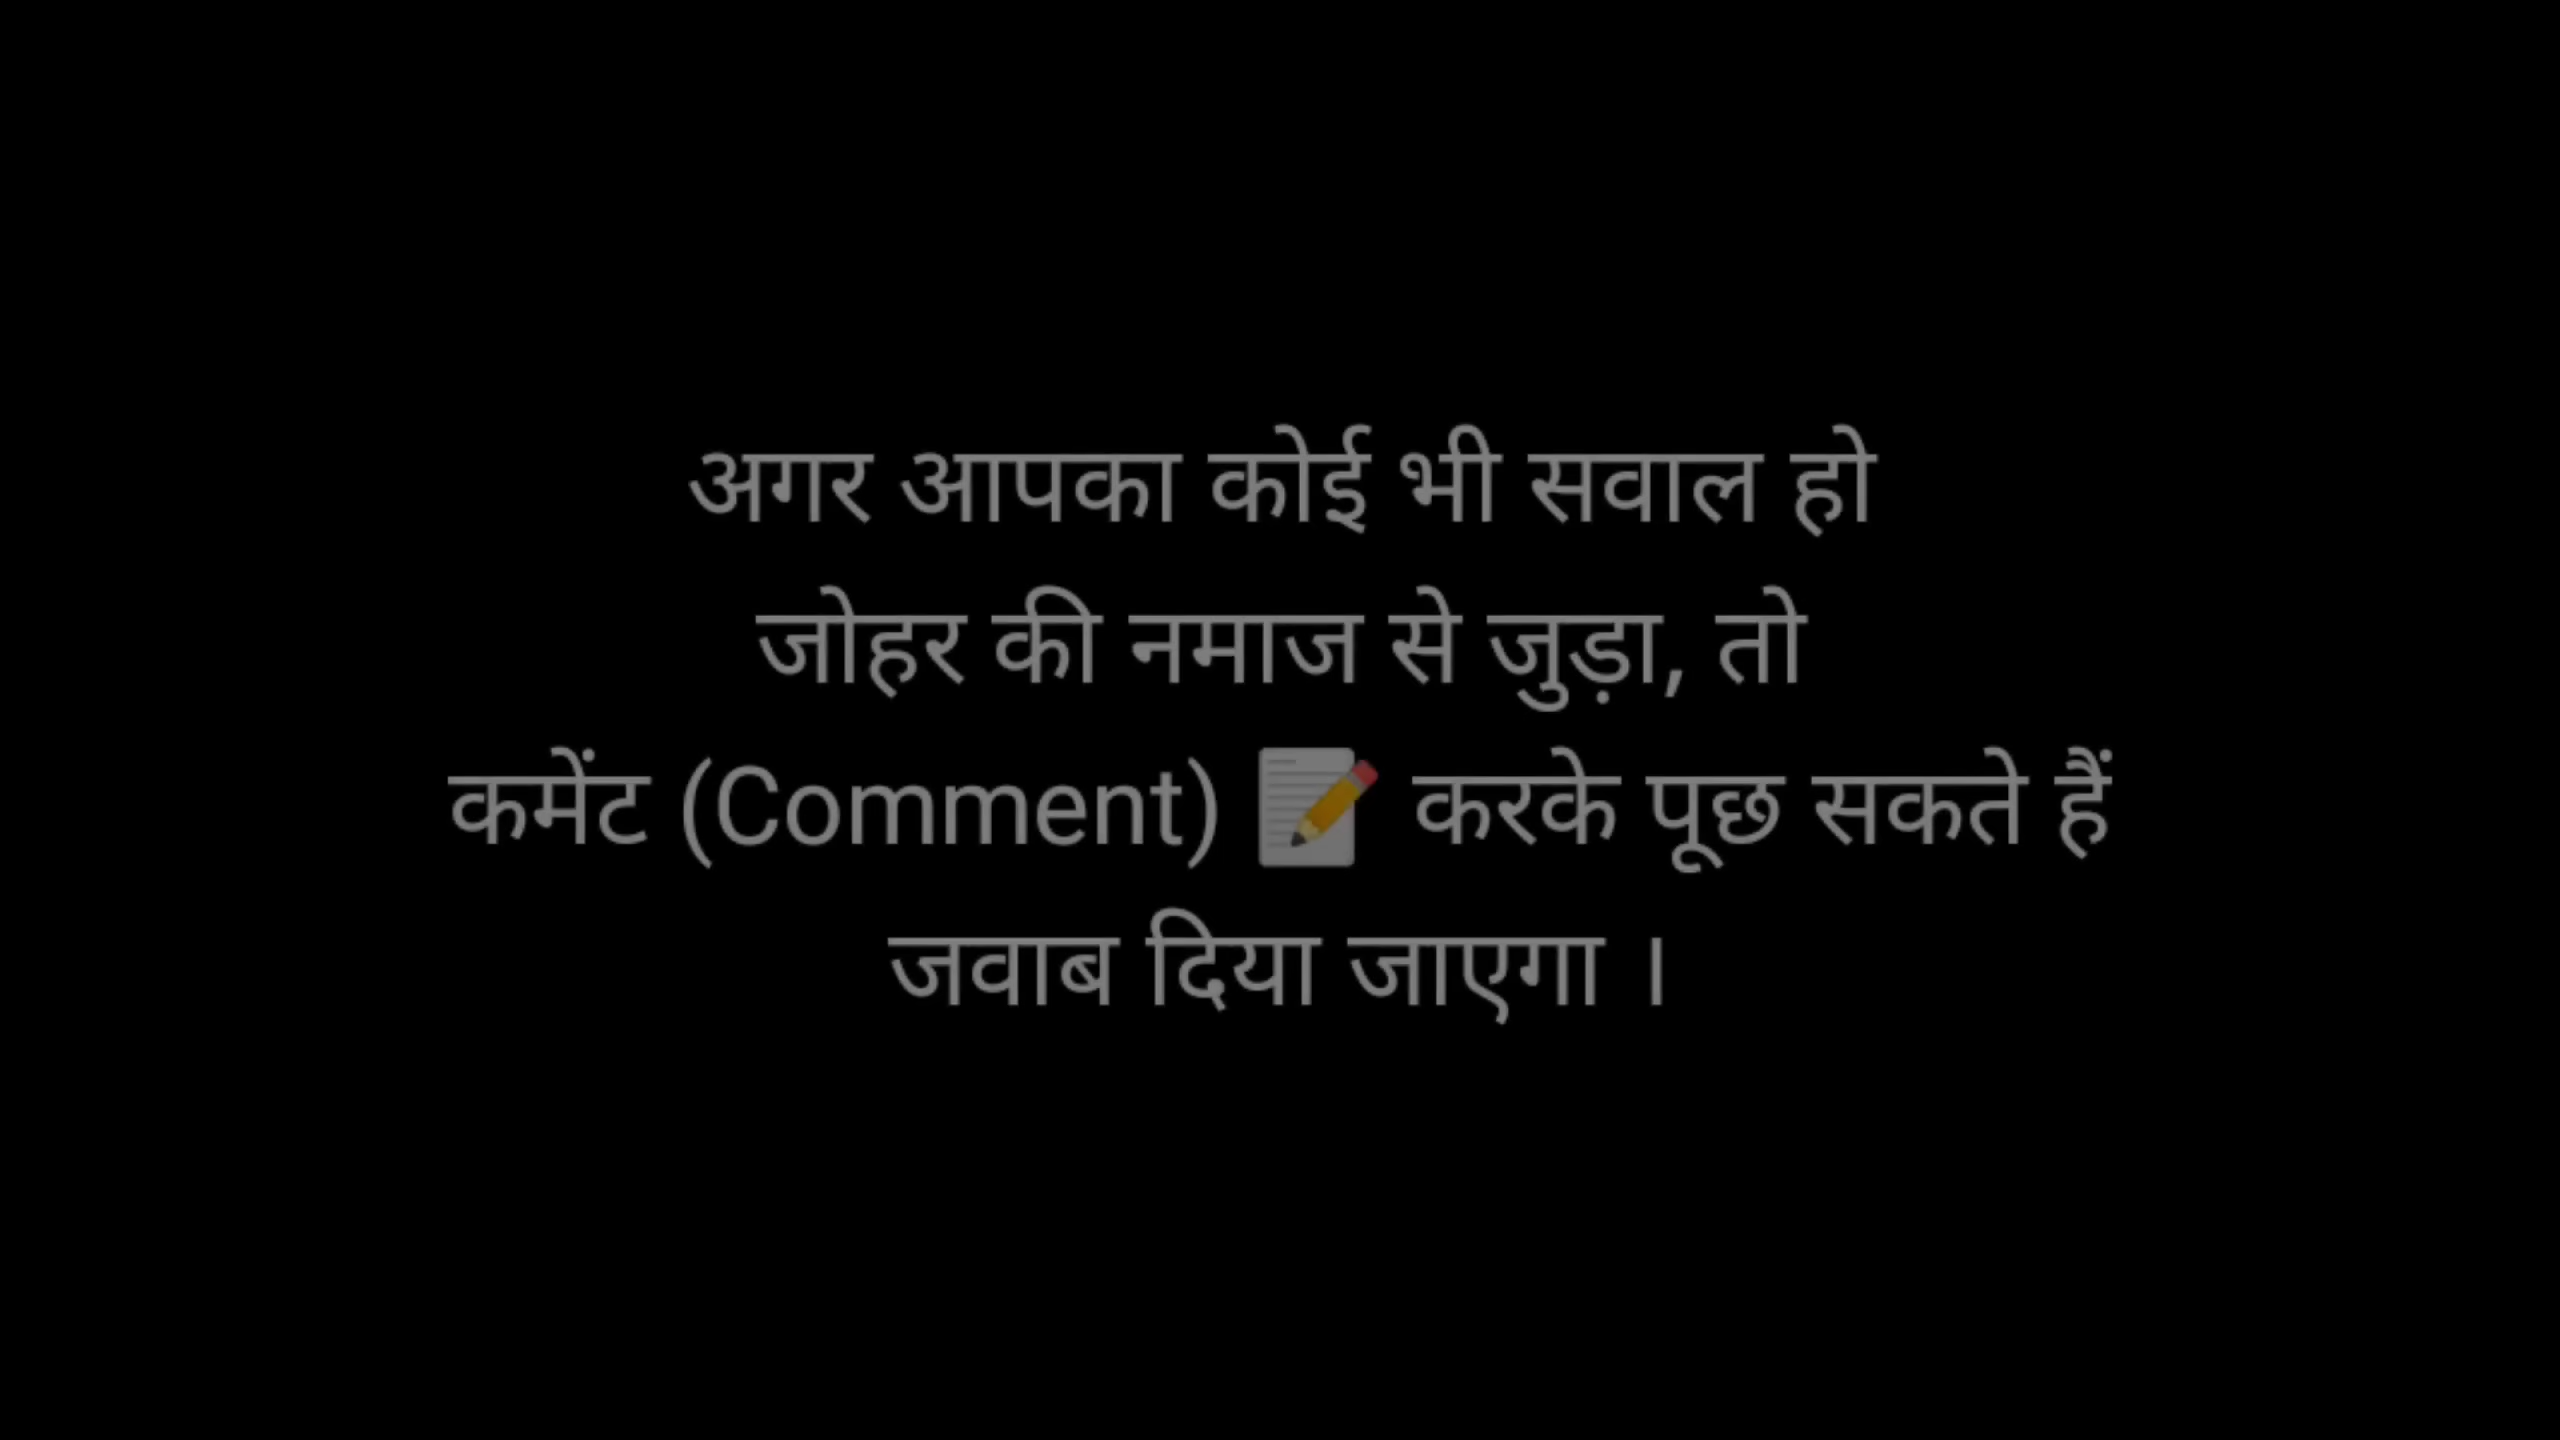 अगर आपका कोई भी सवाल हो
जोहर की नमाज से जुड़ा, तो
कमेंट (Comment) 📝 करके पूछ सकते हैं
जवाब दिया जाएगा ।